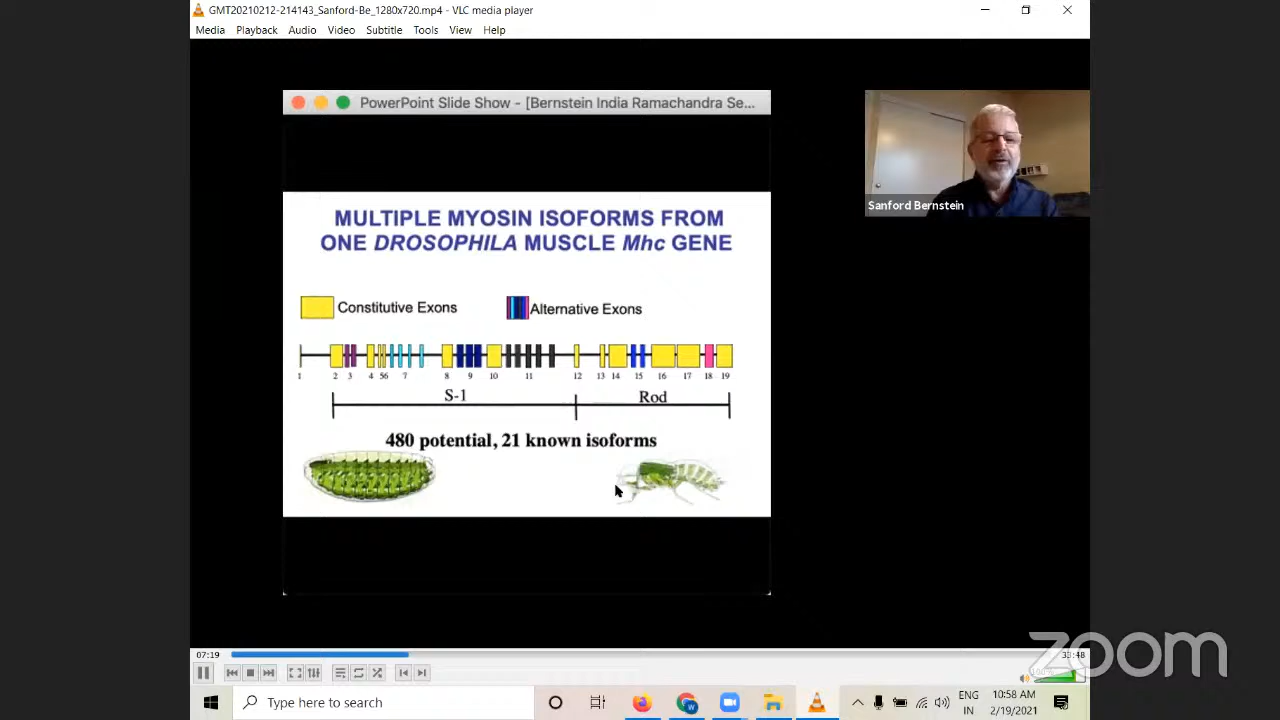 GMT20210212-214143_Sanford-Be_1280x720.mp4 - VLC media player
Media Playback Audio Video Subtitle Tools View Help
PowerPoint Slide Show - [Bernstein India Ramachandra Se...
Sanford Bernstein
MULTIPLE MYOSIN ISOFORMS FROM
ONE DROSOPHILA MUSCLE Mhc GENE
Constitutive Exons
Alternative Exons
1 2 3 4 5 6 7 8 9 10 11 12 13 14 15 16 17 18 19
S-1
Rod
480 potential, 21 known isoforms
07:19
33:48
100%
zoom
Type here to search
W
ENG
IN
10:58 AM
2/19/2021